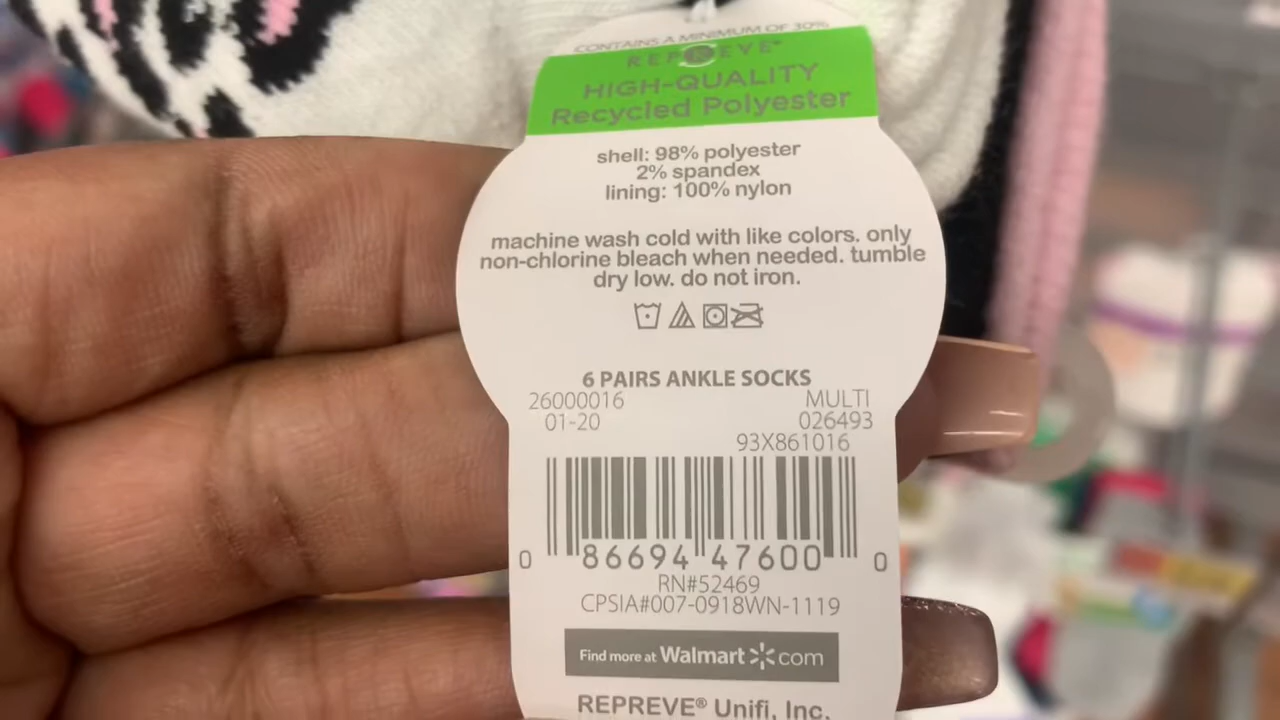 CONTAINS A MINIMUM OF 30%
REPREVE
HIGH-QUALITY
Recycled Polyester
shell: 98% polyester
2% spandex
lining: 100% nylon
machine wash cold with like colors. only
non-chlorine bleach when needed. tumble
dry low. do not iron.
6 PAIRS ANKLE SOCKS
26000016 MULTI
01-20 026493
93X861016
0 86694 47600 0
RN#52469
CPSIA#007-0918WN-1119
Find more at Walmart com
REPREVE® Unifi, Inc.